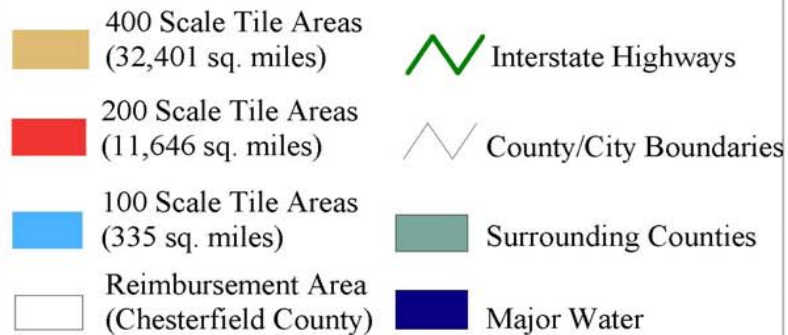 400 Scale Tile Areas
(32,401 sq. miles)
200 Scale Tile Areas
(11,646 sq. miles)
100 Scale Tile Areas
(335 sq. miles)
Reimbursement Area
(Chesterfield County)
Interstate Highways
County/City Boundaries
Surrounding Counties
Major Water